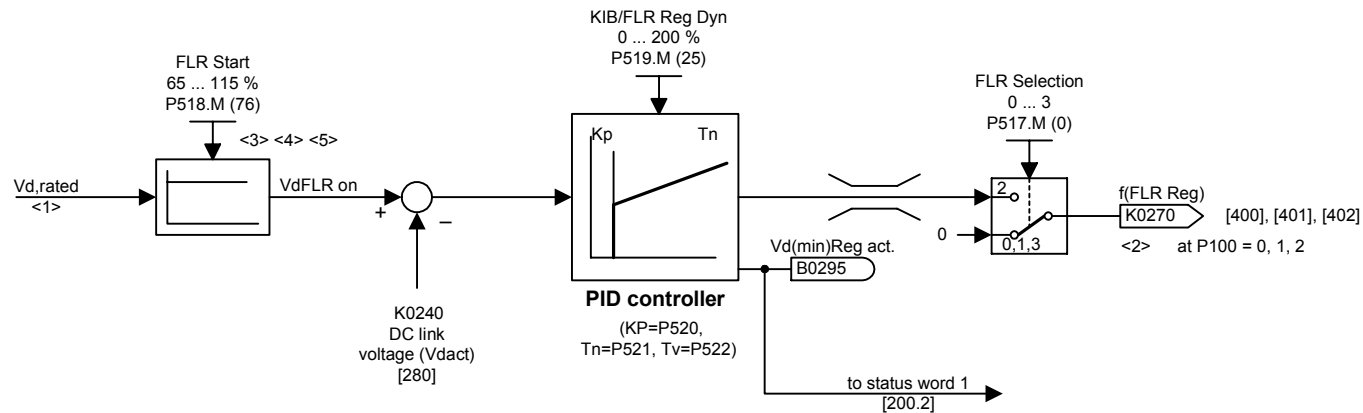 KIB/FLR Reg Dyn
0 ... 200 %
P519.M (25)
FLR Start
65 ... 115 %
P518.M (76)
FLR Selection
0 ... 3
P517.M (0)
<3> <4> <5>
Kp Tn
Vd,rated
<1>
VdFLR on
+
–
2
0
0,1,3
f(FLR Reg)
K0270
[400], [401], [402]
<2> at P100 = 0, 1, 2
Vd(min)Reg act.
B0295
PID controller
(KP=P520,
Tn=P521, Tv=P522)
K0240
DC link
voltage (Vdact)
[280]
to status word 1
[200.2]